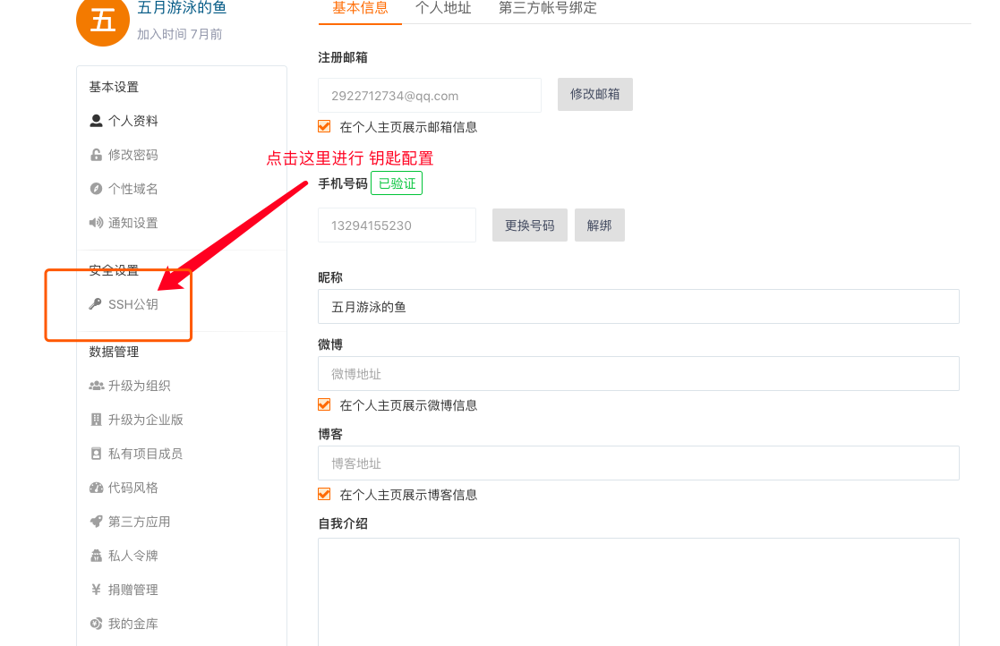 五
五月游泳的鱼
加入时间 7月前
基本设置
个人资料
修改密码
个性域名
通知设置
安全设置
SSH公钥
数据管理
升级为组织
升级为企业版
私有项目成员
代码风格
第三方应用
私人令牌
捐赠管理
我的金库
基本信息 个人地址 第三方帐号绑定
注册邮箱
2922712734@qq.com 修改邮箱
在个人主页展示邮箱信息
点击这里进行 钥匙配置
手机号码 已验证
13294155230 更换号码 解绑
昵称
五月游泳的鱼
微博
微博地址
在个人主页展示微博信息
博客
博客地址
在个人主页展示博客信息
自我介绍